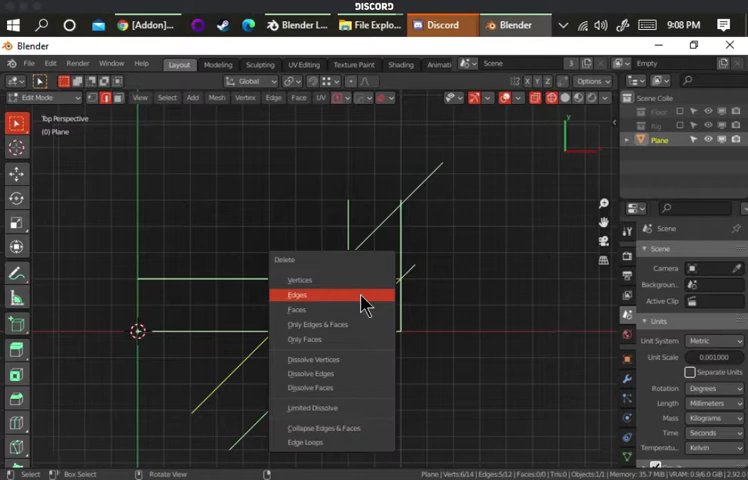 DISCORD
[Addon]...
Blender L...
File Explo...
Discord
Blender
9:08 PM
Blender
File
Edit
Render
Window
Help
Layout
Modeling
Sculpting
UV Editing
Texture Paint
Shading
Animati
Scene
3
Empty
Global
X
Y
Z
Options
Edit Mode
View
Select
Add
Mesh
Vertex
Edge
Face
UV
Top Perspective
(0) Plane
y
Scene Colle
Floor
Rig
Plane
Delete
Vertices
Edges
Faces
Only Edges & Faces
Only Faces
Dissolve Vertices
Dissolve Edges
Dissolve Faces
Limited Dissolve
Collapse Edges & Faces
Edge Loops
Scene
Scene
Camera
Backgroun..
Active Clip
Units
Unit System
Metric
Unit Scale
0.001000
Separate Units
Rotation
Degrees
Length
Millimeters
Mass
Kilograms
Time
Seconds
Temperatu..
Kelvin
Select
Box Select
Rotate View
Plane | Verts:6/14 | Edges:5/12 | Faces:0/0 | Tris:0 | Objects:1/1 | Memory: 35.7 MiB | VRAM: 0.9/6.0 GiB | 2.92.0